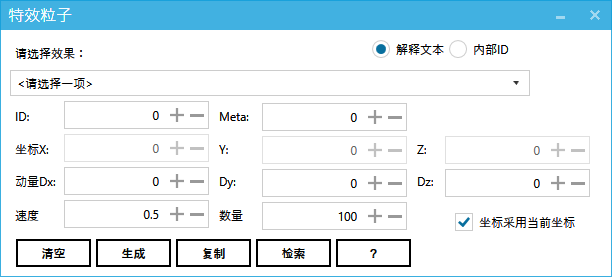 特效粒子
请选择效果：
解释文本 内部ID
<请选择一项>
ID: 0 Meta: 0
坐标X: 0 Y: 0 Z: 0
动量Dx: 0 Dy: 0 Dz: 0
速度 0.5 数量 100 坐标采用当前坐标
清空 生成 复制 检索 ?